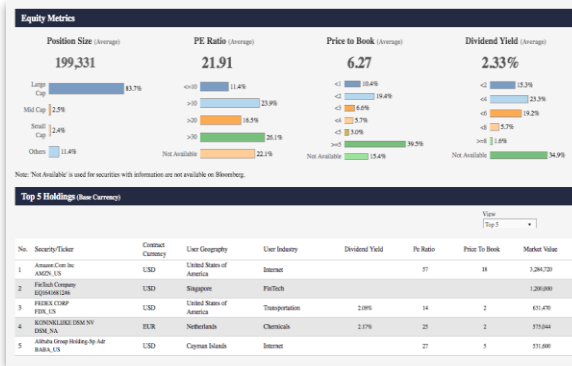 Equity Metrics
Position Size (Average)
199,331
Large Cap 83.7%
Mid Cap 2.5%
Small Cap 2.4%
Others 11.4%
PE Ratio (Average)
21.91
<=10 11.4%
>10 23.9%
>20 16.5%
>30 26.1%
Not Available 22.1%
Price to Book (Average)
6.27
<1 10.4%
<2 19.4%
<3 6.6%
<4 5.7%
<5 3.0%
>=5 39.5%
Not Available 15.4%
Dividend Yield (Average)
2.33%
<2 15.3%
<4 23.3%
<6 19.2%
<8 5.7%
>=8 1.6%
Not Available 34.9%
Note: 'Not Available' is used for securities with information are not available on Bloomberg.
Top 5 Holdings (Base Currency)
View
Top 5
No. Security/Ticker Contract Currency User Geography User Industry Dividend Yield Pe Ratio Price To Book Market Value
1 Amazon.Com Inc AMZN_US USD United States of America Internet 57 16 3,284,720
2 FinTech Company USD Singapore FinTech 1,200,000
3 FEDEX CORP FDX_US USD United States of America Transportation 14 2 631,470
4 KONINKLIJKE DSM NV DSM_NA EUR Netherlands Chemicals 2.17% 25 2 575,044
5 Alibaba Group Holding-Sp Adr BABA_US USD Cayman Islands Internet 27 5 531,600